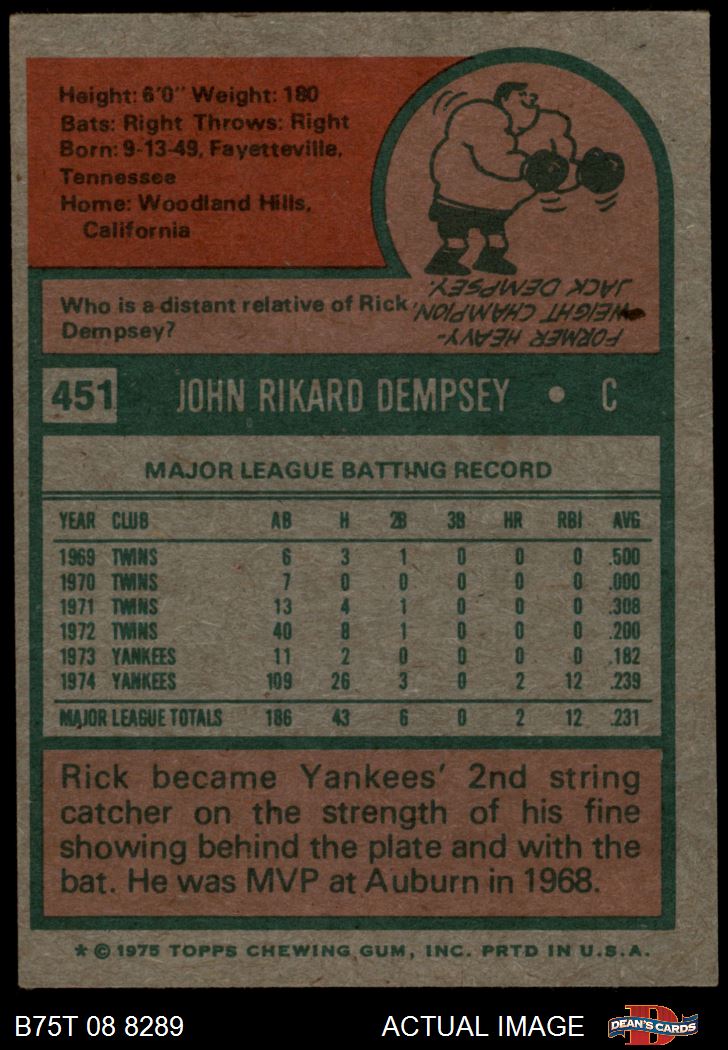 Height: 6'0" Weight: 180
Bats: Right Throws: Right
Born: 9-13-49, Fayetteville,
Tennessee
Home: Woodland Hills,
California
Who is a distant relative of Rick
Dempsey?
FORMER HEAVY-
WEIGHT CHAMPION,
JACK DEMPSEY.
451 JOHN RIKARD DEMPSEY • C
MAJOR LEAGUE BATTING RECORD
YEAR CLUB AB H 2B 3B HR RBI AVG
1969 TWINS 6 3 1 0 0 0 .500
1970 TWINS 7 0 0 0 0 0 .000
1971 TWINS 13 4 1 0 0 0 .308
1972 TWINS 40 8 1 0 0 0 .200
1973 YANKEES 11 2 0 0 0 0 .182
1974 YANKEES 109 26 3 0 2 12 .239
MAJOR LEAGUE TOTALS 186 43 6 0 2 12 .231
Rick became Yankees' 2nd string
catcher on the strength of his fine
showing behind the plate and with the
bat. He was MVP at Auburn in 1968.
* © 1975 TOPPS CHEWING GUM, INC. PRTD IN U.S.A.
B75T 08 8289 ACTUAL IMAGE D DEAN'S CARDS